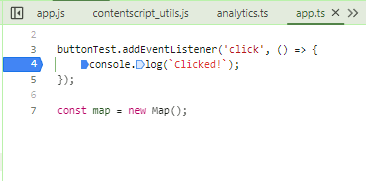 app.js contentscript_utils.js analytics.ts app.ts
2
3 buttonTest.addEventListener('click', () => {
4 console.log(`Clicked!`);
5 });
6
7 const map = new Map();